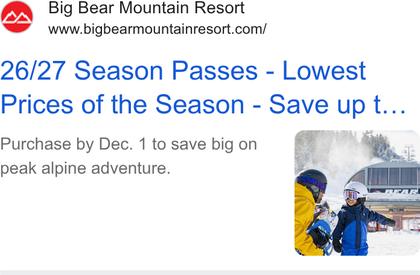 Big Bear Mountain Resort
www.bigbearmountainresort.com/
26/27 Season Passes - Lowest
Prices of the Season - Save up t...
Purchase by Dec. 1 to save big on
peak alpine adventure.
BEAR